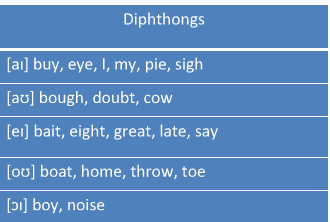 Diphthongs
[aɪ] buy, eye, I, my, pie, sigh
[aʊ] bough, doubt, cow
[eɪ] bait, eight, great, late, say
[oʊ] boat, home, throw, toe
[ɔɪ] boy, noise